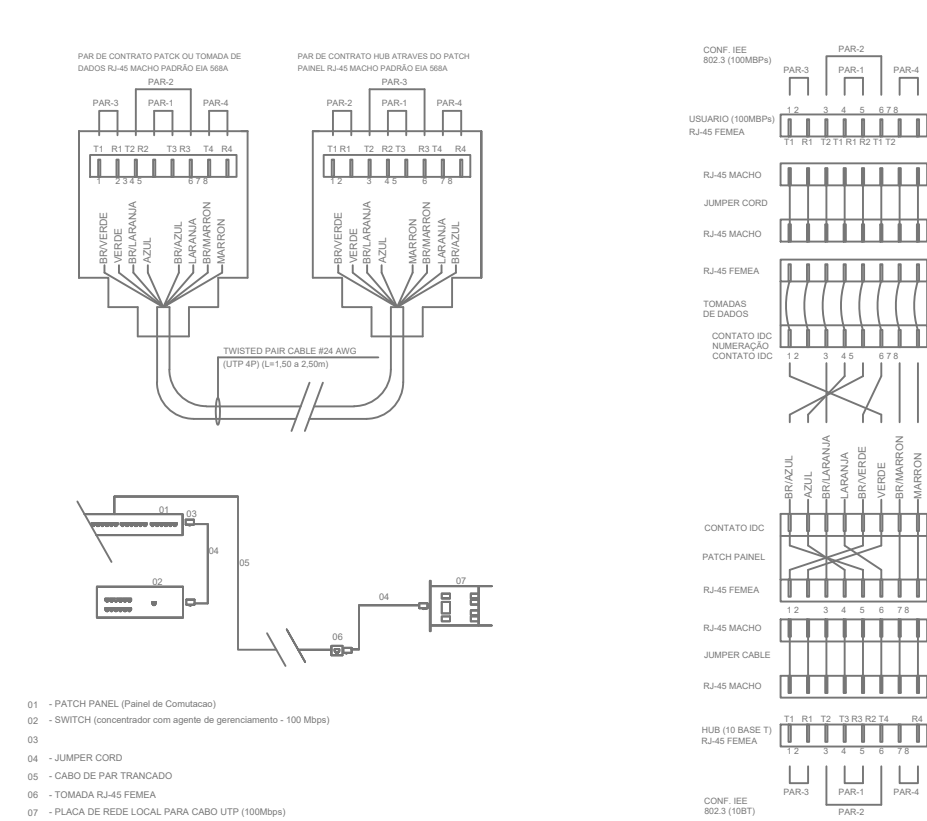 PAR DE CONTRATO PATCK OU TOMADA DE
DADOS RJ-45 MACHO PADRÃO EIA 568A
PAR-2
PAR-3 PAR-1 PAR-4
T1 R1 T2 R2 T3 R3 T4 R4
1 2 3 4 5 6 7 8
BR/VERDE
VERDE
BR/LARANJA
AZUL
BR/AZUL
LARANJA
BR/MARRON
MARRON
PAR DE CONTRATO HUB ATRAVES DO PATCH
PAINEL RJ-45 MACHO PADRÃO EIA 568A
PAR-3
PAR-2 PAR-1 PAR-4
T1 R1 T2 R2 T3 R3 T4 R4
1 2 3 4 5 6 7 8
BR/VERDE
VERDE
BR/LARANJA
AZUL
MARRON
BR/MARRON
LARANJA
BR/AZUL
TWISTED PAIR CABLE #24 AWG
(UTP 4P) (L=1,50 a 2,50m)
01
03
04
05
02
06
04
07
01 - PATCH PANEL (Painel de Comutacao)
02 - SWITCH (concentrador com agente de gerenciamento - 100 Mbps)
03
04 - JUMPER CORD
05 - CABO DE PAR TRANCADO
06 - TOMADA RJ-45 FEMEA
07 - PLACA DE REDE LOCAL PARA CABO UTP (100Mbps)
CONF. IEE
802.3 (100MBPs)
PAR-2
PAR-3 PAR-1 PAR-4
1 2 3 4 5 6 7 8
USUARIO (100MBPs)
RJ-45 FEMEA
T1 R1 T2 T1 R1 R2 T1 T2
RJ-45 MACHO
JUMPER CORD
RJ-45 MACHO
RJ-45 FEMEA
TOMADAS
DE DADOS
CONTATO IDC
NUMERAÇÃO
CONTATO IDC
1 2 3 4 5 6 7 8
BR/AZUL
AZUL
BR/LARANJA
LARANJA
BR/VERDE
VERDE
BR/MARRON
MARRON
CONTATO IDC
PATCH PAINEL
RJ-45 FEMEA
1 2 3 4 5 6 7 8
RJ-45 MACHO
JUMPER CABLE
RJ-45 MACHO
T1 R1 T2 T3 R3 R2 T4 R4
HUB (10 BASE T)
RJ-45 FEMEA
1 2 3 4 5 6 7 8
PAR-3 PAR-1 PAR-4
CONF. IEE
802.3 (10BT)
PAR-2